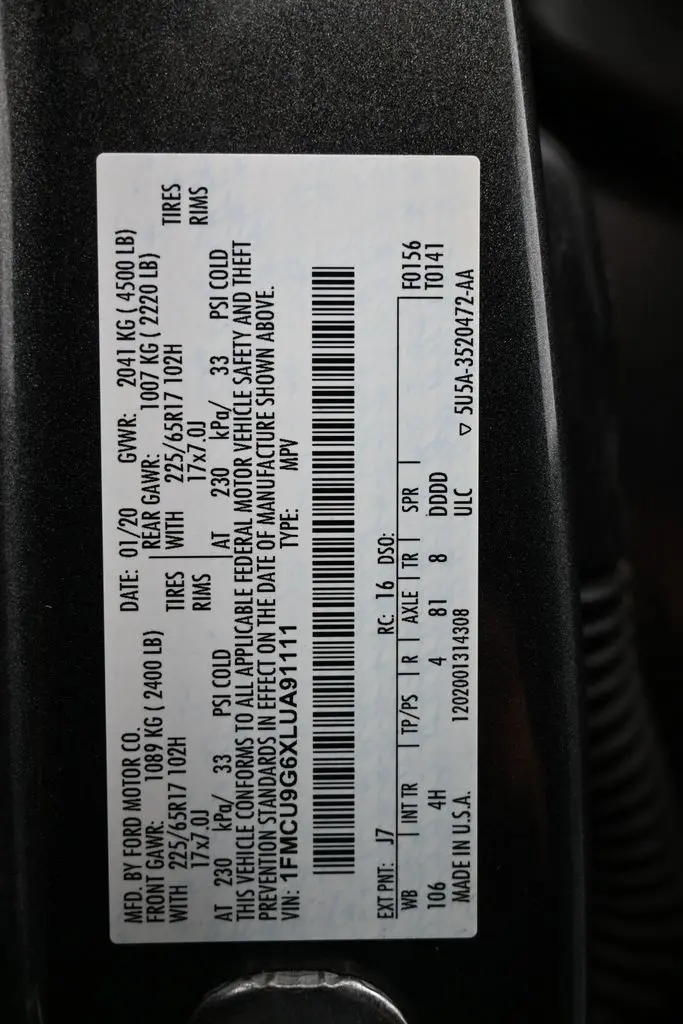 MFD. BY FORD MOTOR CO. DATE: 01/20 GVWR: 2041 KG ( 4500 LB)
FRONT GAWR: 1089 KG ( 2400 LB) REAR GAWR: 1007 KG ( 2220 LB)
WITH 225/65R17 102H TIRES WITH 225/65R17 102H TIRES
17x7.0J RIMS 17x7.0J RIMS
AT 230 kPa/ 33 PSI COLD AT 230 kPa/ 33 PSI COLD
THIS VEHICLE CONFORMS TO ALL APPLICABLE FEDERAL MOTOR VEHICLE SAFETY AND THEFT
PREVENTION STANDARDS IN EFFECT ON THE DATE OF MANUFACTURE SHOWN ABOVE.
VIN: 1FMCU9G6XLUA91111 TYPE: MPV
EXT PNT: J7 RC: 16 DSO: F0156
WB INT TR TP/PS R AXLE TR SPR T0141
106 4H 4 81 8 DDDD
MADE IN U.S.A. 1202001314308 ULC ▽ 5U5A-3520472-AA